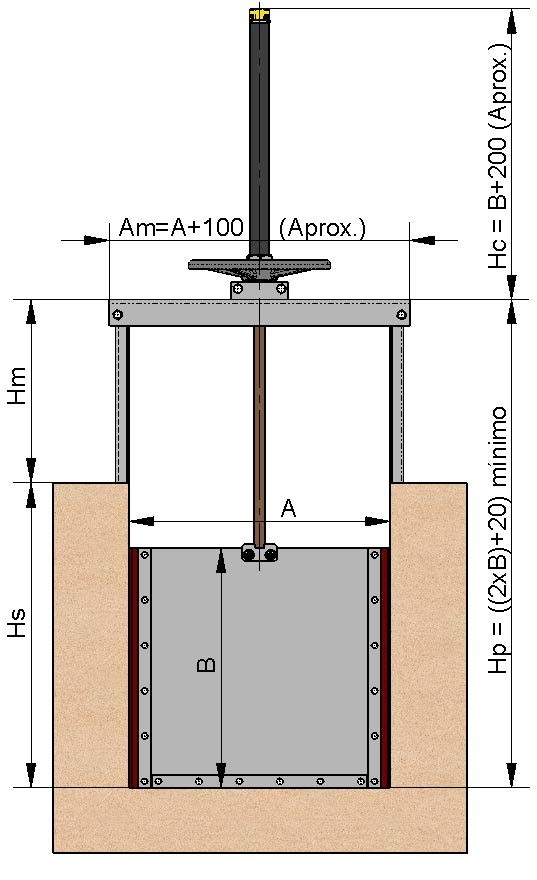 Hc = B+200 (Aprox.)
Am=A+100 (Aprox.)
Hm
Hp = ((2xB)+20) mínimo
A
Hs
B